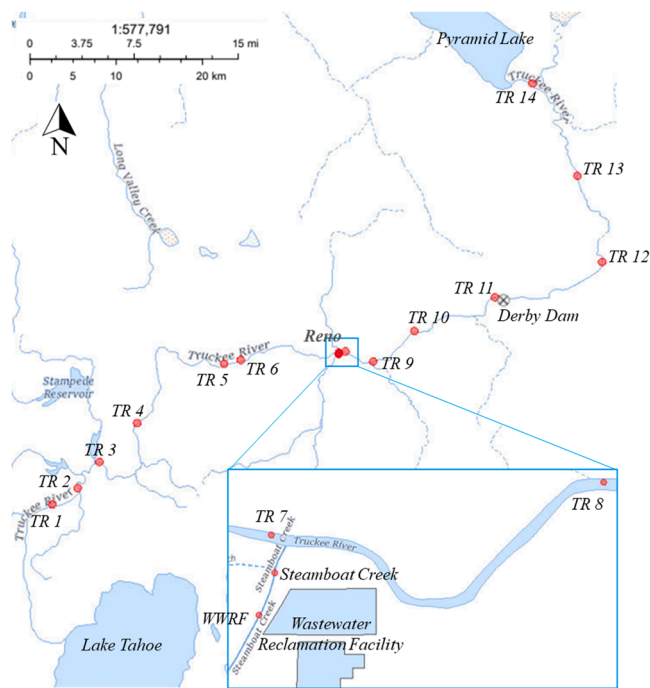 1:577,791
0 3.75 7.5 15 mi
0 5 10 20 km
N
Pyramid Lake
Truckee River
TR 14
Long Valley Creek
TR 13
TR 12
TR 11
Derby Dam
TR 10
Reno
Truckee River
TR 9
TR 5
TR 6
Stampede
Reservoir
TR 4
TR 3
TR 2
Truckee River
TR 1
TR 8
TR 7
Truckee River
Steamboat Creek
Steamboat Creek
WWRF
Wastewater
Reclamation Facility
Steamboat Creek
Lake Tahoe